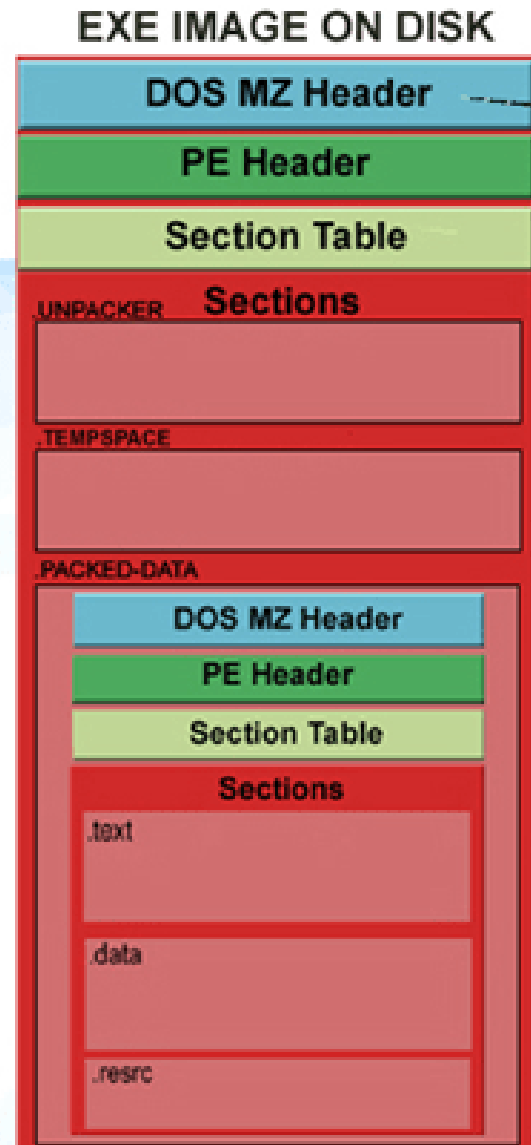 EXE IMAGE ON DISK
DOS MZ Header
PE Header
Section Table
Sections
.UNPACKER
.TEMPSPACE
.PACKED-DATA
DOS MZ Header
PE Header
Section Table
Sections
.text
.data
.resrc